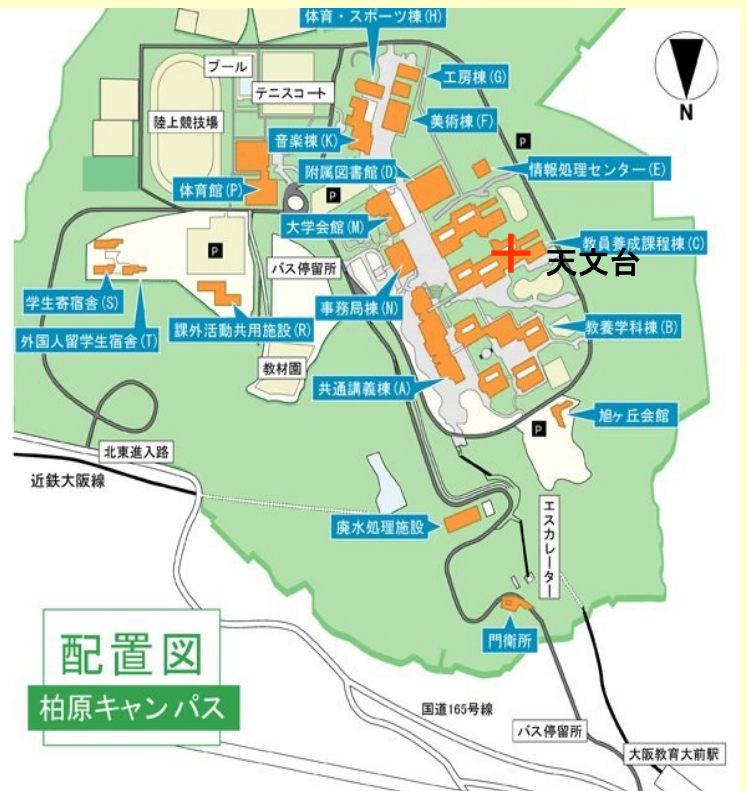 体育・スポーツ棟(H)
プール
工房棟(G)
テニスコート
陸上競技場
美術棟(F)
音楽棟(K)
P
N
附属図書館(D)
情報処理センター(E)
体育館(P)
P
大学会館(M)
教員養成課程棟(C)
P
バス停留所
天文台
学生寄宿舎(S)
事務局棟(N)
外国人留学生宿舎(T)
課外活動共用施設(R)
教養学科棟(B)
教材園
共通講義棟(A)
旭ヶ丘会館
P
北東進入路
近鉄大阪線
エスカレーター
廃水処理施設
門衛所
配置図
柏原キャンパス
国道165号線
バス停留所
大阪教育大前駅